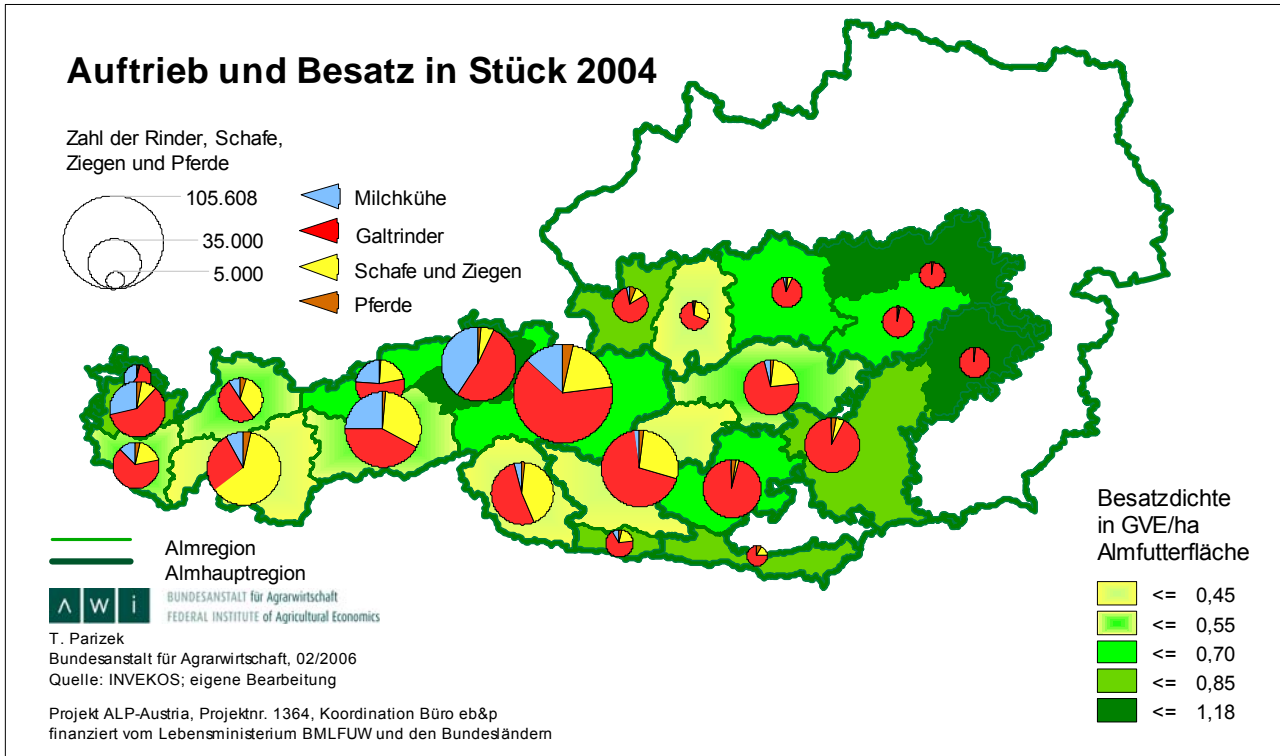 Auftrieb und Besatz in Stück 2004
Zahl der Rinder, Schafe,
Ziegen und Pferde
105.608
35.000
5.000
Milchkühe
Galtrinder
Schafe und Ziegen
Pferde
Almregion
Almhauptregion
AWI
BUNDESANSTALT für Agrarwirtschaft
FEDERAL INSTITUTE of Agricultural Economics
T. Parizek
Bundesanstalt für Agrarwirtschaft, 02/2006
Quelle: INVEKOS; eigene Bearbeitung
Projekt ALP-Austria, Projektnr. 1364, Koordination Büro eb&p
finanziert vom Lebensministerium BMLFUW und den Bundesländern
Besatzdichte
in GVE/ha
Almfutterfläche
<= 0,45
<= 0,55
<= 0,70
<= 0,85
<= 1,18